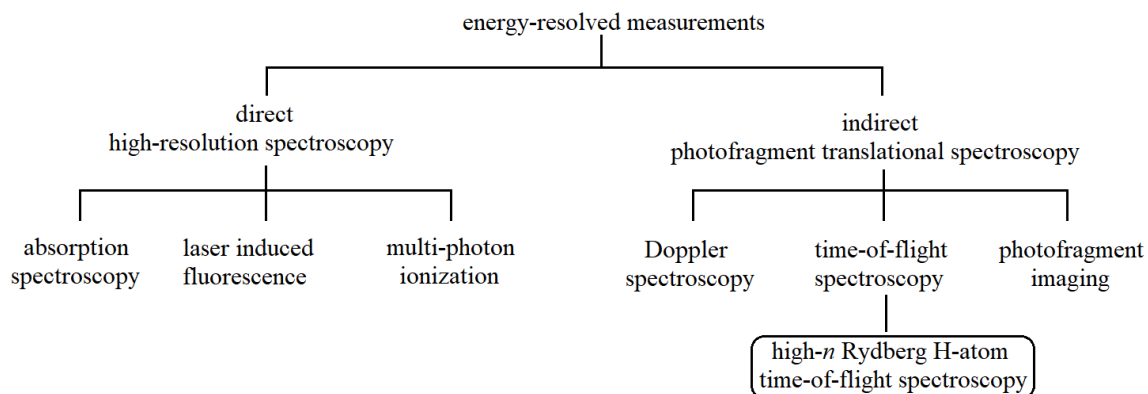 energy-resolved measurements
direct
high-resolution spectroscopy
indirect
photofragment translational spectroscopy
absorption
spectroscopy
laser induced
fluorescence
multi-photon
ionization
Doppler
spectroscopy
time-of-flight
spectroscopy
photofragment
imaging
high-n Rydberg H-atom
time-of-flight spectroscopy